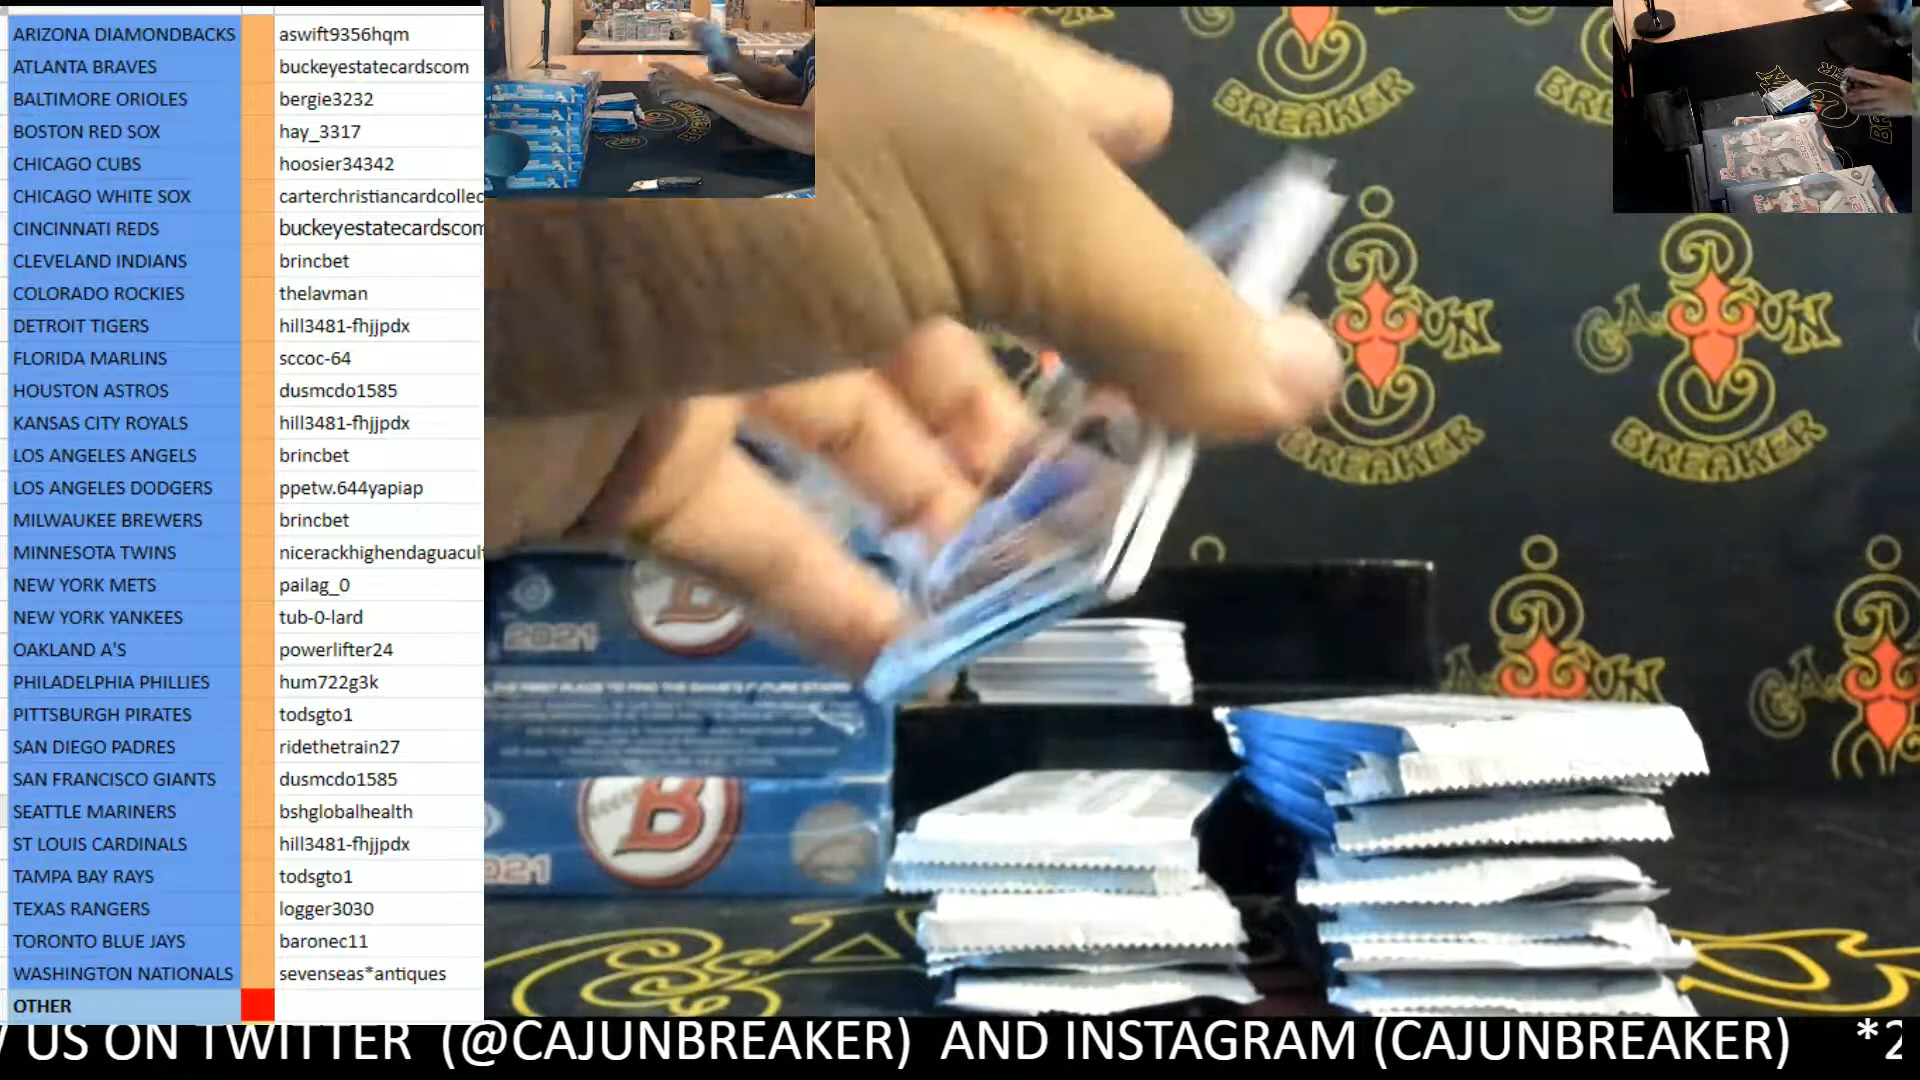 ARIZONA DIAMONDBACKS aswift9356hqm
ATLANTA BRAVES buckeyestatecardscom
BALTIMORE ORIOLES bergie3232
BOSTON RED SOX hay_3317
CHICAGO CUBS hoosier34342
CHICAGO WHITE SOX carterchristiancardcollec
CINCINNATI REDS buckeyestatecardscom
CLEVELAND INDIANS brincbet
COLORADO ROCKIES thelavman
DETROIT TIGERS hill3481-fhjjpdx
FLORIDA MARLINS sccoc-64
HOUSTON ASTROS dusmcdo1585
KANSAS CITY ROYALS hill3481-fhjjpdx
LOS ANGELES ANGELS brincbet
LOS ANGELES DODGERS ppetw.644yapiap
MILWAUKEE BREWERS brincbet
MINNESOTA TWINS nicerackhighendaguacult
NEW YORK METS pailag_0
NEW YORK YANKEES tub-0-lard
OAKLAND A'S powerlifter24
PHILADELPHIA PHILLIES hum722g3k
PITTSBURGH PIRATES todsgto1
SAN DIEGO PADRES ridethetrain27
SAN FRANCISCO GIANTS dusmcdo1585
SEATTLE MARINERS bshglobalhealth
ST LOUIS CARDINALS hill3481-fhjjpdx
TAMPA BAY RAYS todsgto1
TEXAS RANGERS logger3030
TORONTO BLUE JAYS baronec11
WASHINGTON NATIONALS sevenseas*antiques
OTHER
BREAKER
CAJUN
BREAKER
CAJUN
BREAKER
2021
B
B
021
US ON TWITTER (@CAJUNBREAKER) AND INSTAGRAM (CAJUNBREAKER) *2